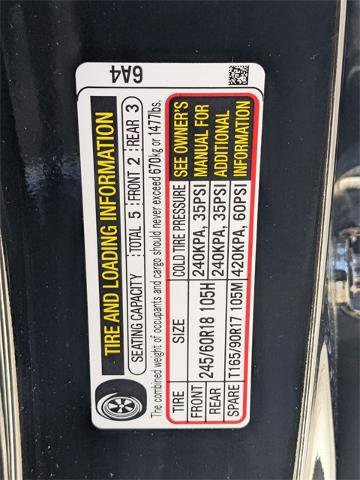 6A4
TIRE AND LOADING INFORMATION
SEATING CAPACITY TOTAL 5 FRONT 2 REAR 3
The combined weight of occupants and cargo should never exceed 670kg or 1477lbs.
TIRE SIZE COLD TIRE PRESSURE
FRONT 245/60R18 105H 240KPA, 35PSI
REAR 240KPA, 35PSI
SPARE T165/90R17 105M 420KPA, 60PSI
SEE OWNER'S
MANUAL FOR
ADDITIONAL
INFORMATION